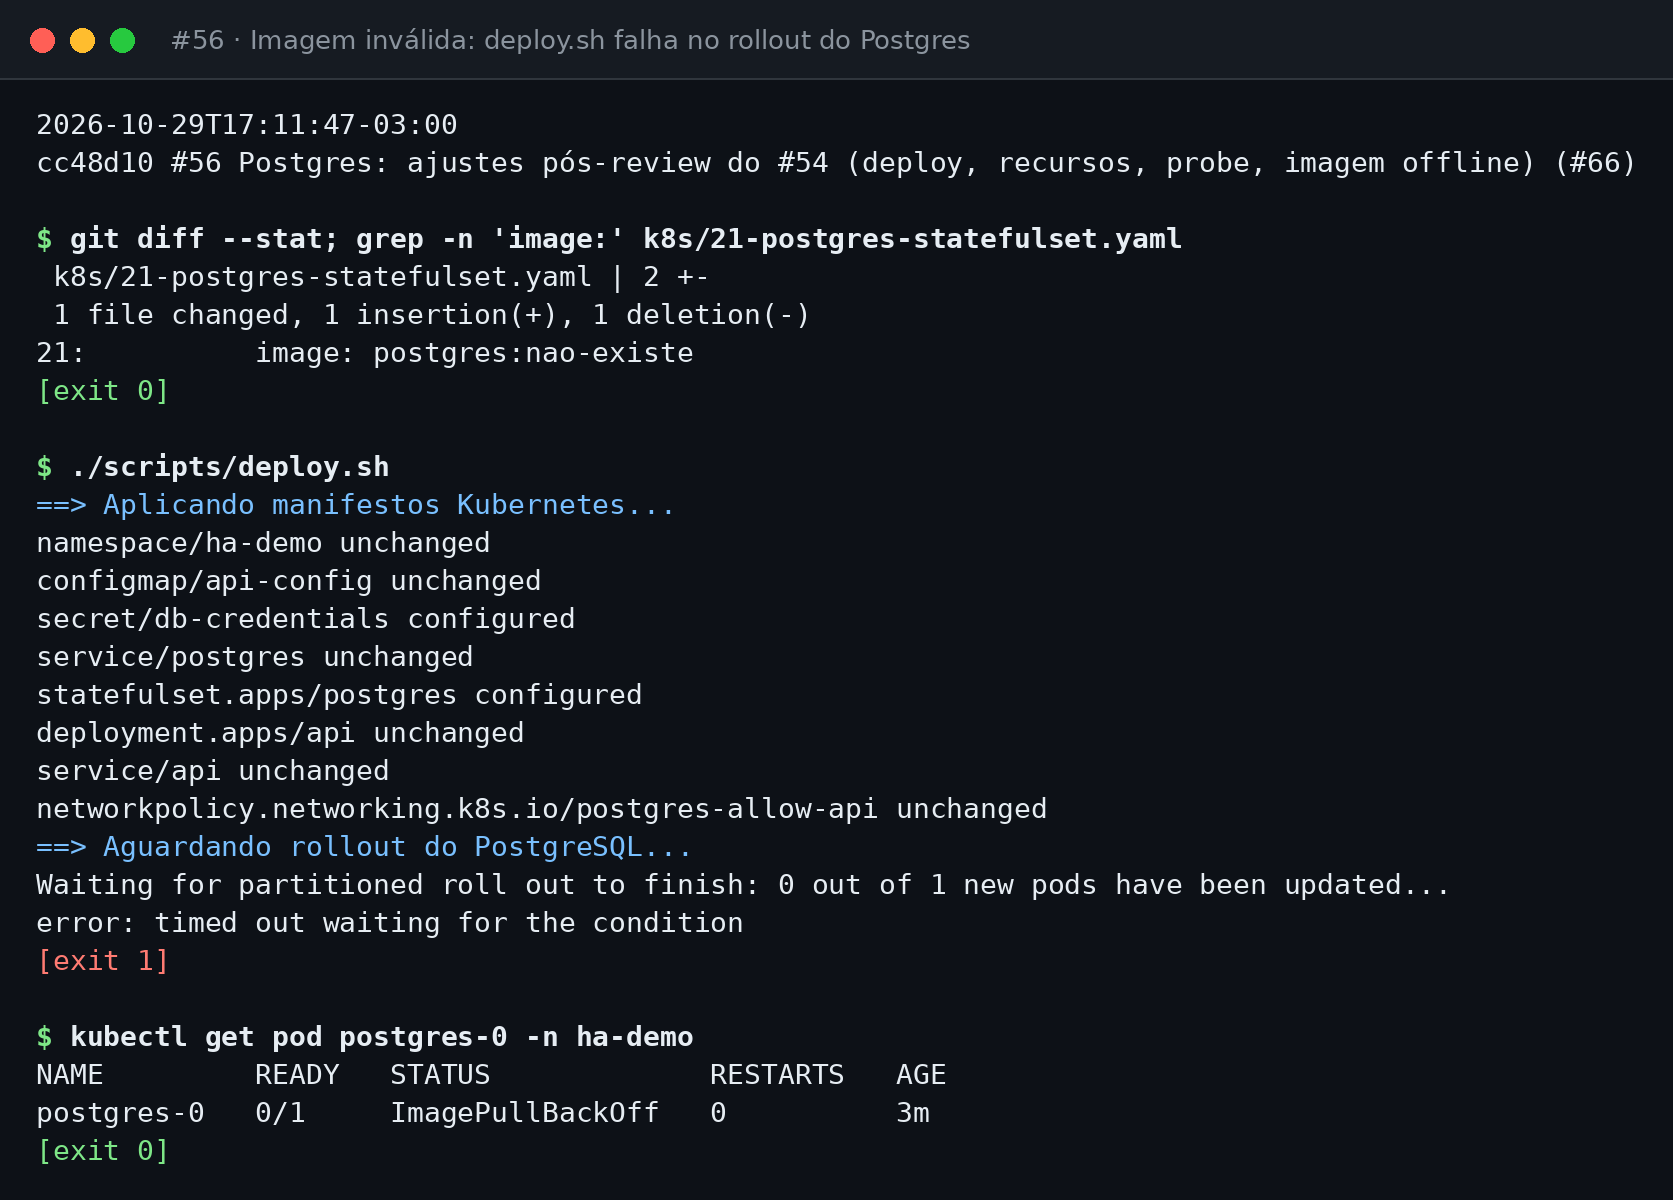 #56 · Imagem inválida: deploy.sh falha no rollout do Postgres
2026-10-29T17:11:47-03:00
cc48d10 #56 Postgres: ajustes pós-review do #54 (deploy, recursos, probe, imagem offline) (#66)
$ git diff --stat; grep -n 'image:' k8s/21-postgres-statefulset.yaml
 k8s/21-postgres-statefulset.yaml | 2 +-
 1 file changed, 1 insertion(+), 1 deletion(-)
21:          image: postgres:nao-existe
[exit 0]
$ ./scripts/deploy.sh
==> Aplicando manifestos Kubernetes...
namespace/ha-demo unchanged
configmap/api-config unchanged
secret/db-credentials configured
service/postgres unchanged
statefulset.apps/postgres configured
deployment.apps/api unchanged
service/api unchanged
networkpolicy.networking.k8s.io/postgres-allow-api unchanged
==> Aguardando rollout do PostgreSQL...
Waiting for partitioned roll out to finish: 0 out of 1 new pods have been updated...
error: timed out waiting for the condition
[exit 1]
$ kubectl get pod postgres-0 -n ha-demo
NAME         READY   STATUS             RESTARTS   AGE
postgres-0   0/1     ImagePullBackOff   0          3m
[exit 0]